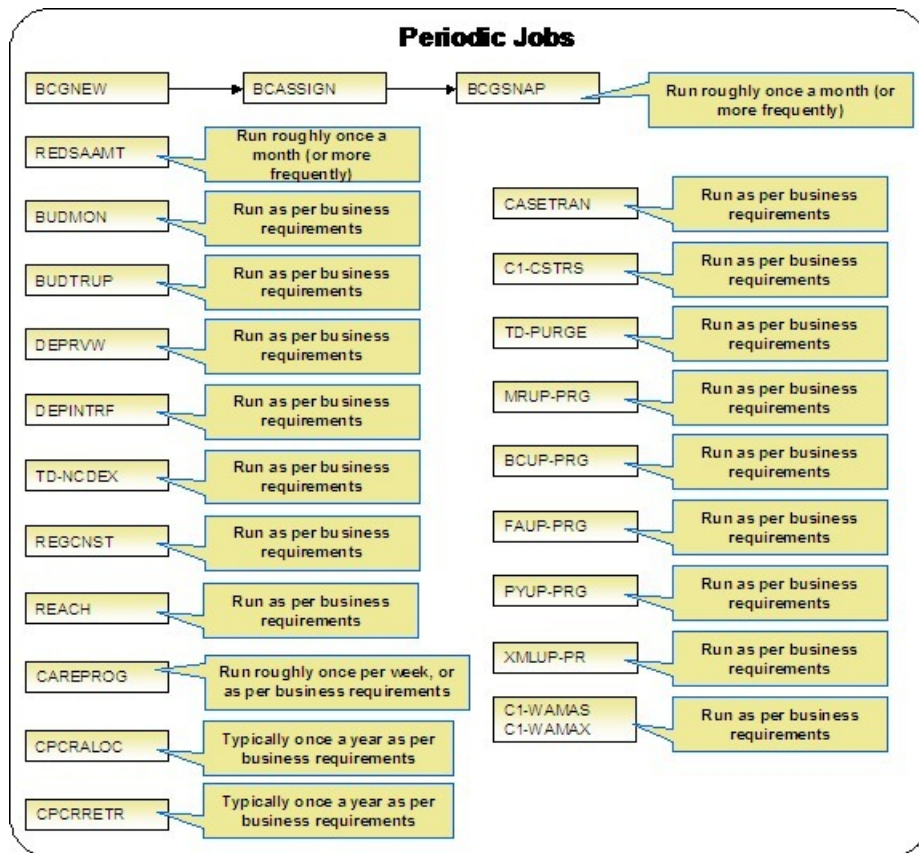 Periodic Jobs
BCGNEW
BCASSIGN
BCGSNAP
Run roughly once a month (or
more frequently)
REDSAAMT
Run roughly once a
month (or more
frequently)
BUDMON
Run as per business
requirements
BUDTRUP
Run as per business
requirements
DEPRVW
Run as per business
requirements
DEPINTRF
Run as per business
requirements
TD-NCDEX
Run as per business
requirements
REGCNST
Run as per business
requirements
REACH
Run as per business
requirements
CAREPROG
Run roughly once per week, or
as per business requirements
CPCRALOC
Typically once a year as per
business requirements
CPCRRETR
Typically once a year as per
business requirements
CASETRAN
Run as per business
requirements
C1-CSTRS
Run as per business
requirements
TD-PURGE
Run as per business
requirements
MRUP-PRG
Run as per business
requirements
BCUP-PRG
Run as per business
requirements
FAUP-PRG
Run as per business
requirements
PYUP-PRG
Run as per business
requirements
XMLUP-PR
Run as per business
requirements
C1-WAMAS
C1-WAMAX
Run as per business
requirements